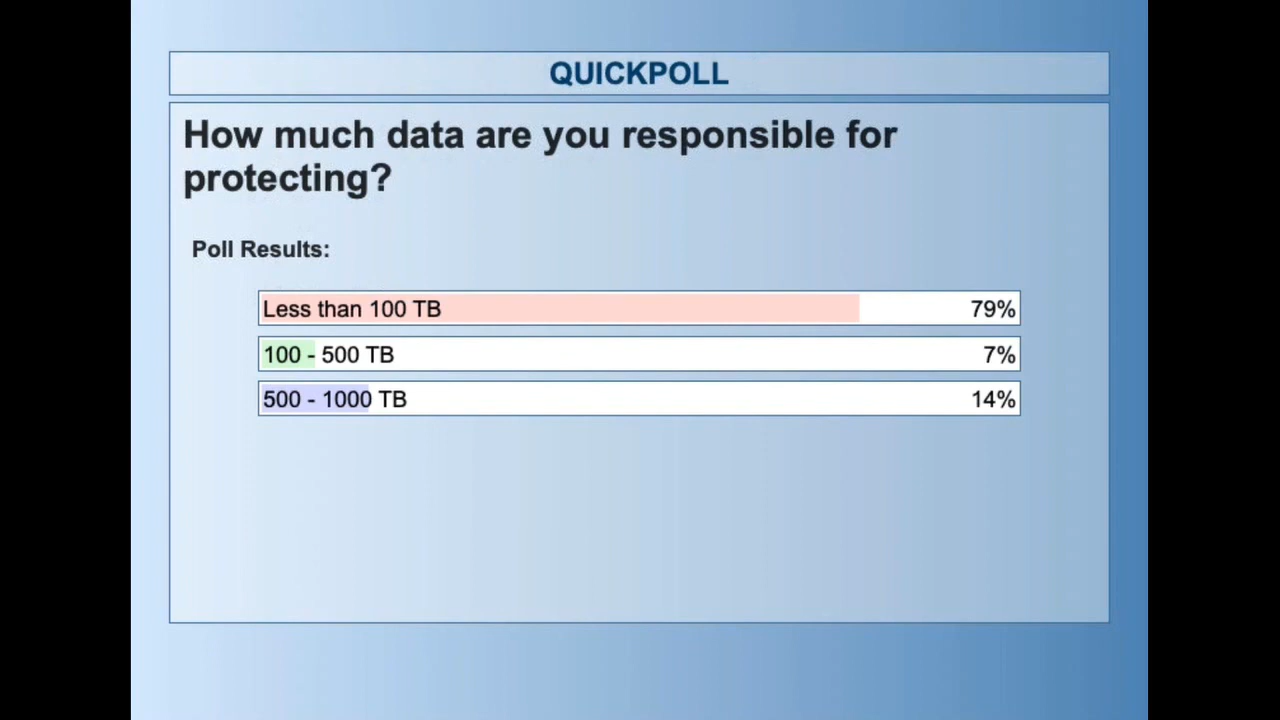 QUICKPOLL
How much data are you responsible for
protecting?
Poll Results:
Less than 100 TB 79%
100 - 500 TB 7%
500 - 1000 TB 14%